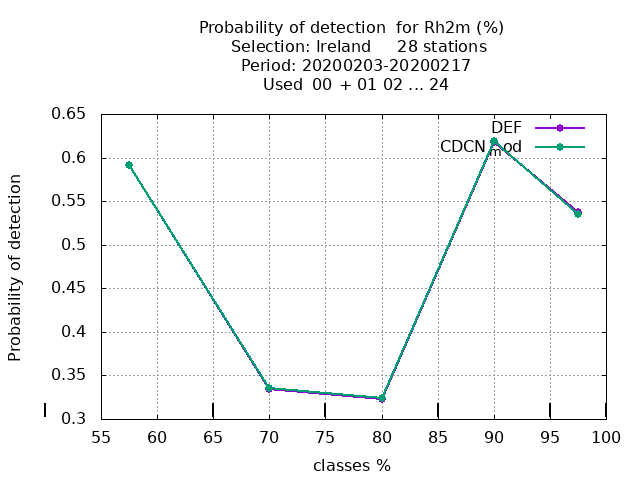 Probability of detection  for Rh2m (%)
Selection: Ireland     28 stations
Period: 20200203-20200217
Used  00  + 01 02 ... 24
0.65
0.6
0.55
0.5
0.45
0.4
0.35
0.3
Probability of detection
DEF
CDCNmod
55 60 65 70 75 80 85 90 95 100
classes %